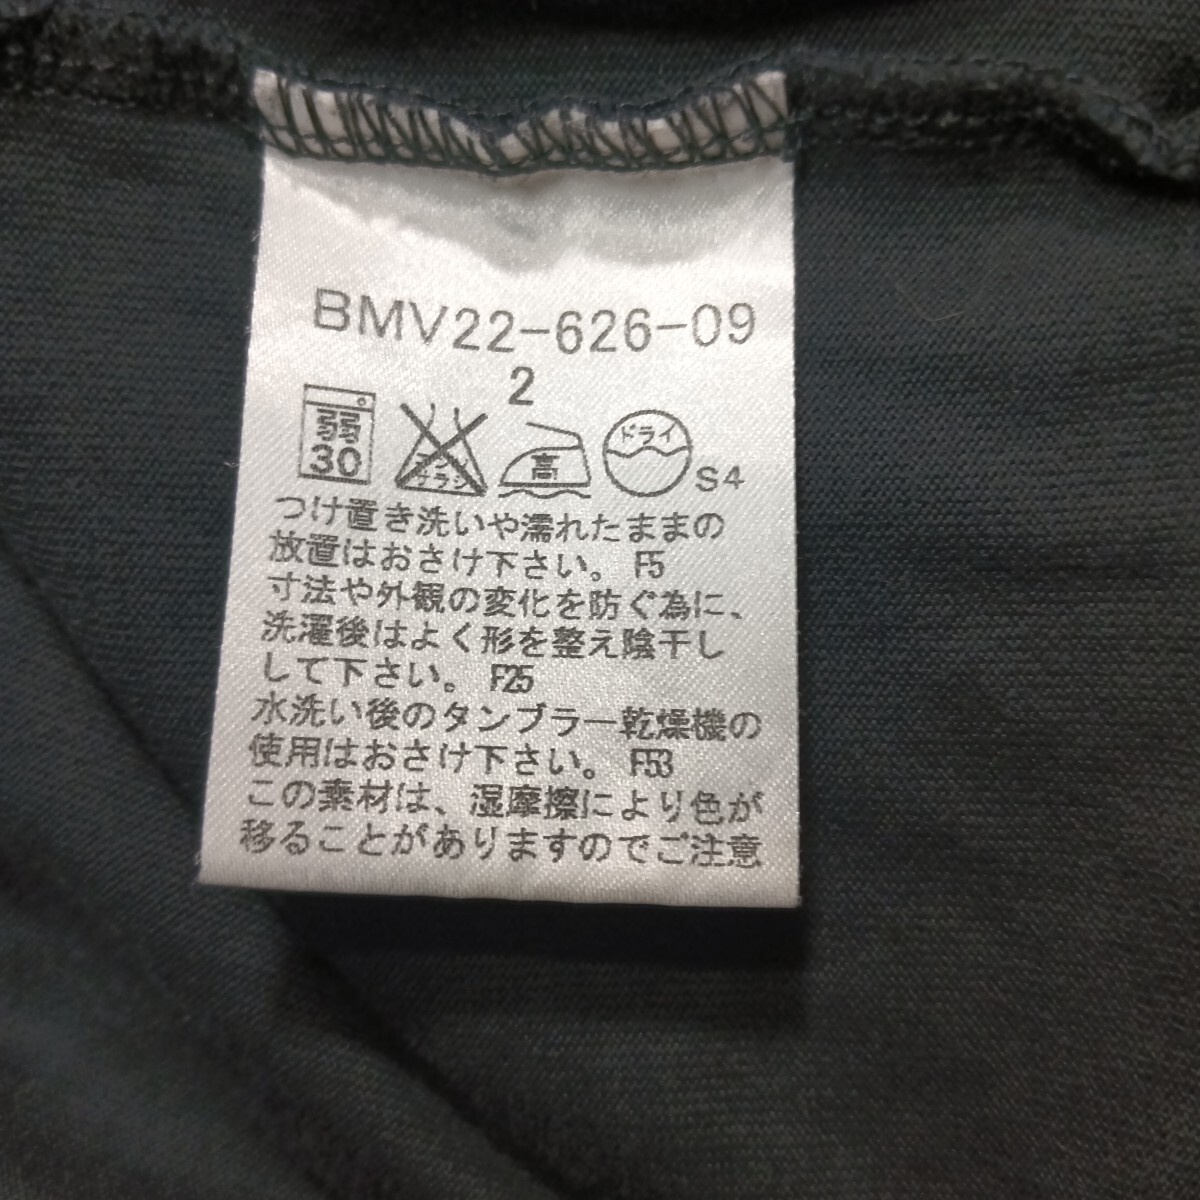 BMV22-626-09
2
弱 30 エンソ サラシ 高 ドライ S4
つけ置き洗いや濡れたままの
放置はおさけ下さい。 F5
寸法や外観の変化を防ぐ為に、
洗濯後はよく形を整え陰干し
して下さい。 F25
水洗い後のタンブラー乾燥機の
使用はおさけ下さい。 F53
この素材は、湿摩擦により色が
移ることがありますのでご注意